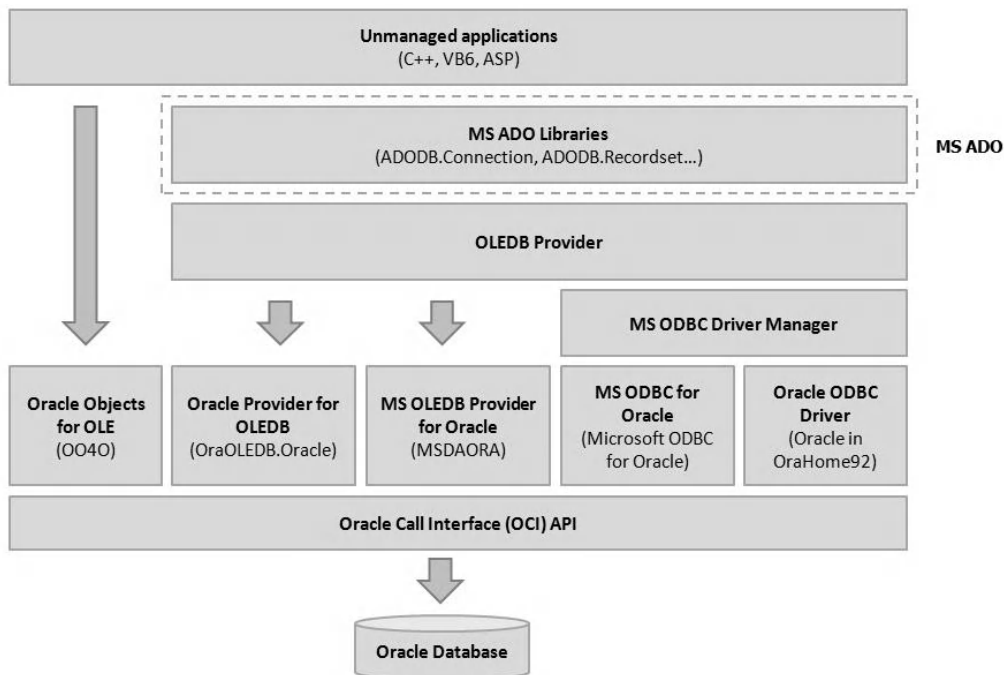 Unmanaged applications
(C++, VB6, ASP)
MS ADO Libraries
(ADODB.Connection, ADODB.Recordset...)
MS ADO
OLEDB Provider
MS ODBC Driver Manager
Oracle Objects
for OLE
(OO4O)
Oracle Provider for
OLEDB
(OraOLEDB.Oracle)
MS OLEDB Provider
for Oracle
(MSDAORA)
MS ODBC for
Oracle
(Microsoft ODBC
for Oracle)
Oracle ODBC
Driver
(Oracle in
OraHome92)
Oracle Call Interface (OCI) API
Oracle Database